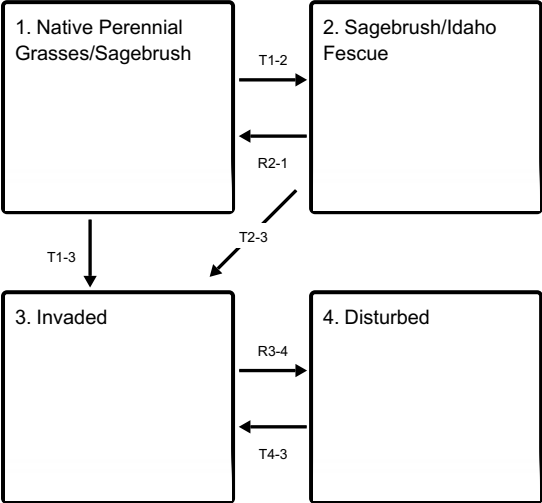 1. Native Perennial
Grasses/Sagebrush
T1-2
R2-1
2. Sagebrush/Idaho
Fescue
T1-3
T2-3
3. Invaded
R3-4
T4-3
4. Disturbed